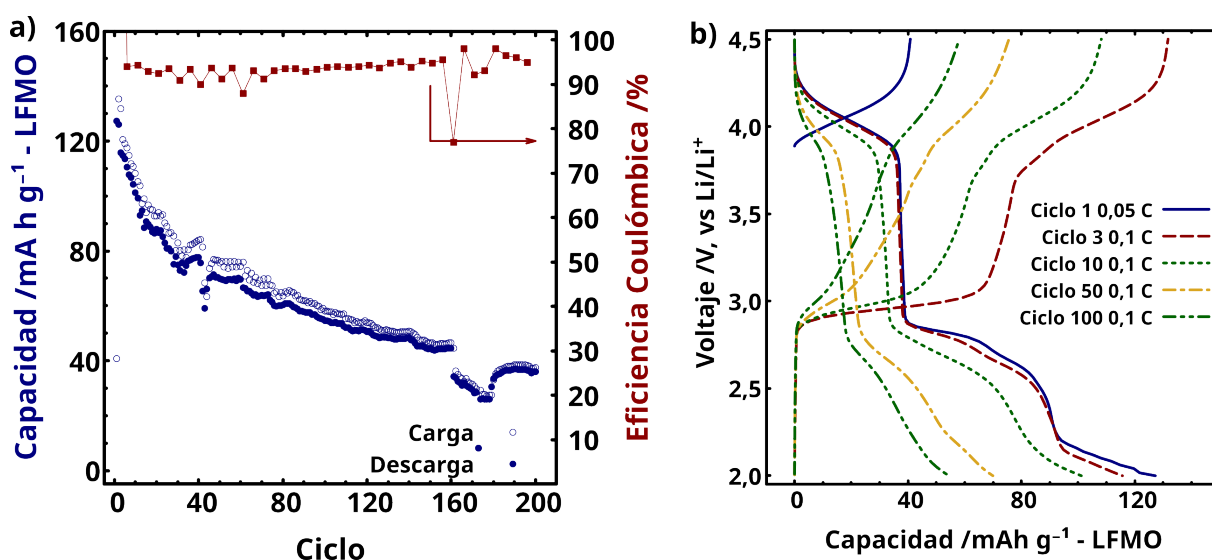 a)
Capacidad /mA h g⁻¹ - LFMO
160
120
80
40
0
0
40
80
120
160
200
Ciclo
100
90
80
70
60
50
40
30
20
10
Eficiencia Coulómbica /%
Carga
Descarga
b)
Voltaje /V, vs Li/Li⁺
4,5
4,0
3,5
3,0
2,5
2,0
0
40
80
120
Capacidad /mAh g⁻¹ - LFMO
Ciclo 1 0,05 C
Ciclo 3 0,1 C
Ciclo 10 0,1 C
Ciclo 50 0,1 C
Ciclo 100 0,1 C